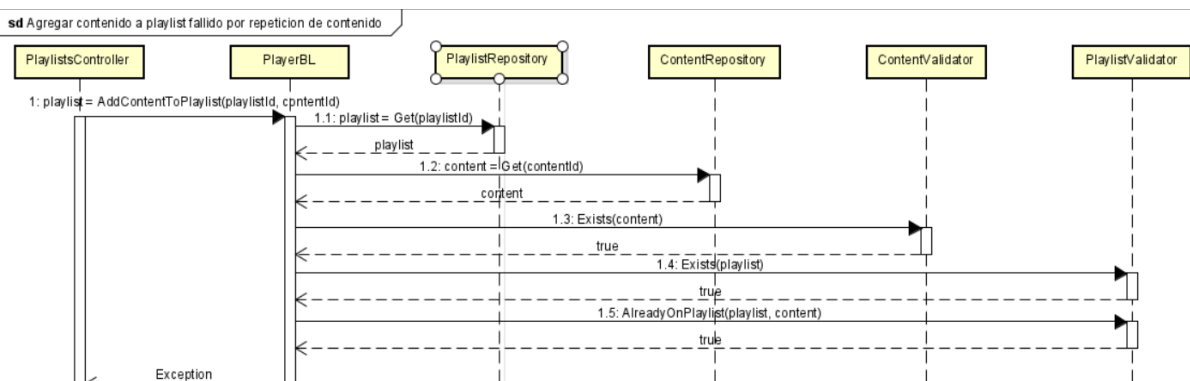 sd Agregar contenido a playlist fallido por repeticion de contenido
PlaylistsController
PlayerBL
PlaylistRepository
ContentRepository
ContentValidator
PlaylistValidator
1: playlist = AddContentToPlaylist(playlistId, contentId)
1.1: playlist = Get(playlistId)
playlist
1.2: content = Get(contentId)
content
1.3: Exists(content)
true
1.4: Exists(playlist)
true
1.5: AlreadyOnPlaylist(playlist, content)
true
Exception